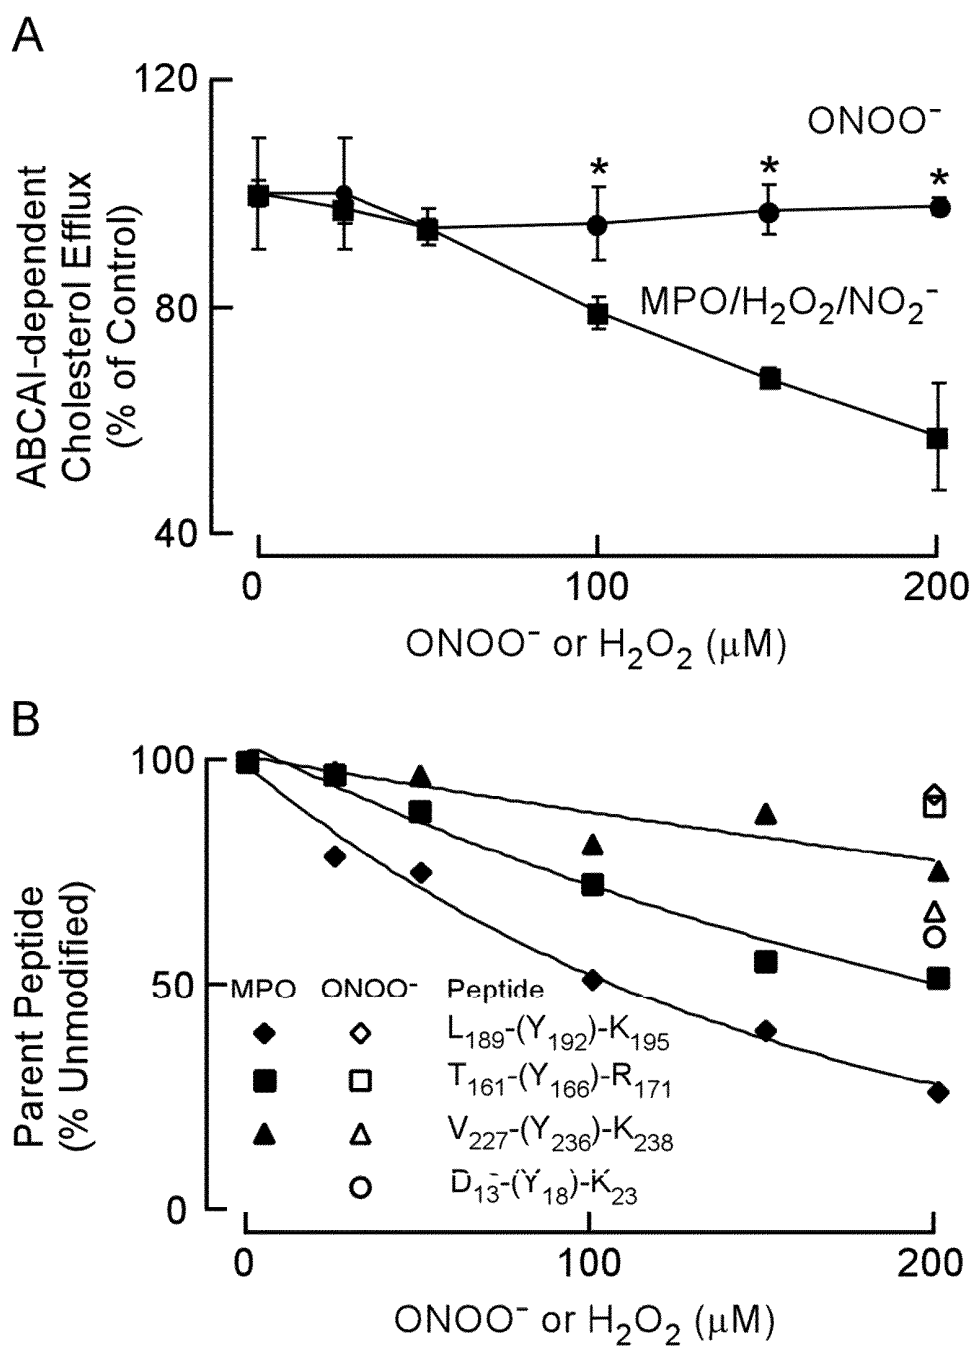 A
120
80
40
ABCAI-dependent
Cholesterol Efflux
(% of Control)
ONOO⁻
*
*
*
MPO/H₂O₂/NO₂⁻
0
100
200
ONOO⁻ or H₂O₂ (μM)
B
100
50
0
Parent Peptide
(% Unmodified)
MPO ONOO⁻ Peptide
L₁₈₉-(Y₁₉₂)-K₁₉₅
T₁₆₁-(Y₁₆₆)-R₁₇₁
V₂₂₇-(Y₂₃₆)-K₂₃₈
D₁₃-(Y₁₈)-K₂₃
0
100
200
ONOO⁻ or H₂O₂ (μM)